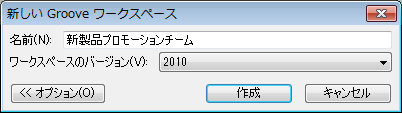 新しい Groove ワークスペース
名前(N): 新製品プロモーションチーム
ワークスペースのバージョン(V): 2010
<< オプション(O) 作成 キャンセル